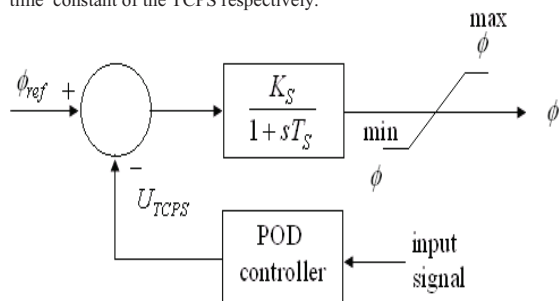 time constant of the TCPS respectively.
max
ϕ
ϕref +
KS
1+sTS
ϕ
min
ϕ
−
UTCPS
POD
controller
input
signal